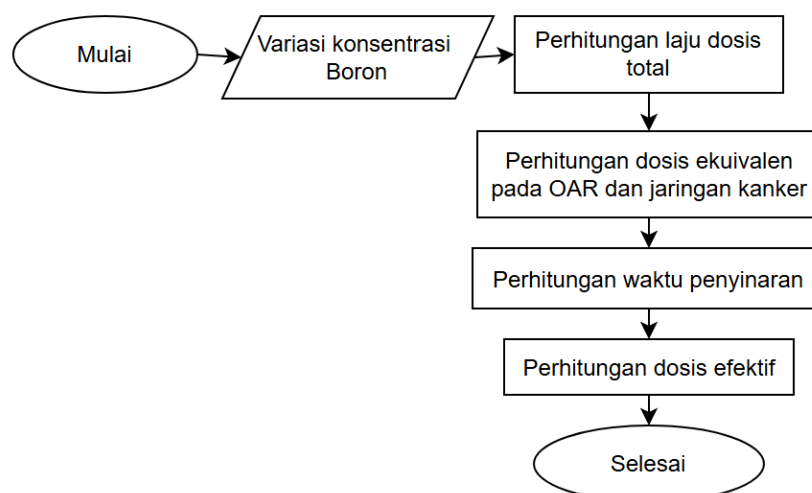 Mulai
Variasi konsentrasi
Boron
Perhitungan laju dosis
total
Perhitungan dosis ekuivalen
pada OAR dan jaringan kanker
Perhitungan waktu penyinaran
Perhitungan dosis efektif
Selesai